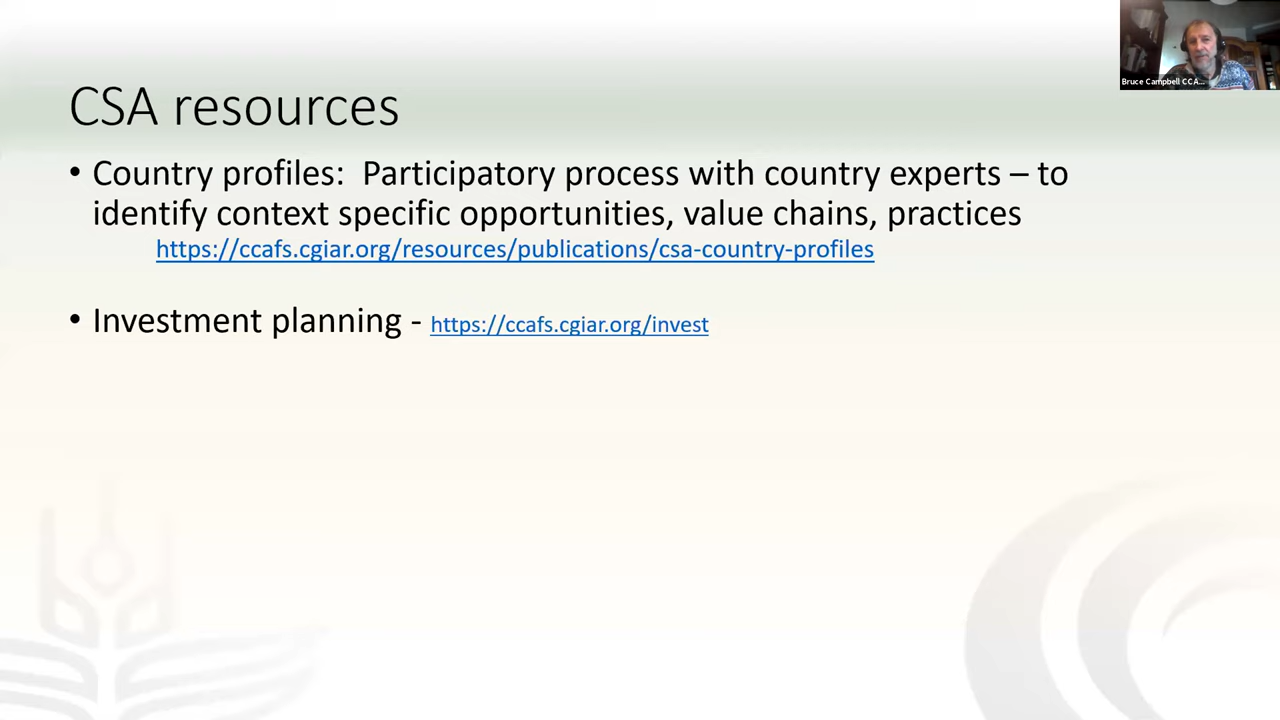 Bruce Campbell CCA...
CSA resources
• Country profiles:  Participatory process with country experts – to
identify context specific opportunities, value chains, practices
https://ccafs.cgiar.org/resources/publications/csa-country-profiles
• Investment planning - https://ccafs.cgiar.org/invest